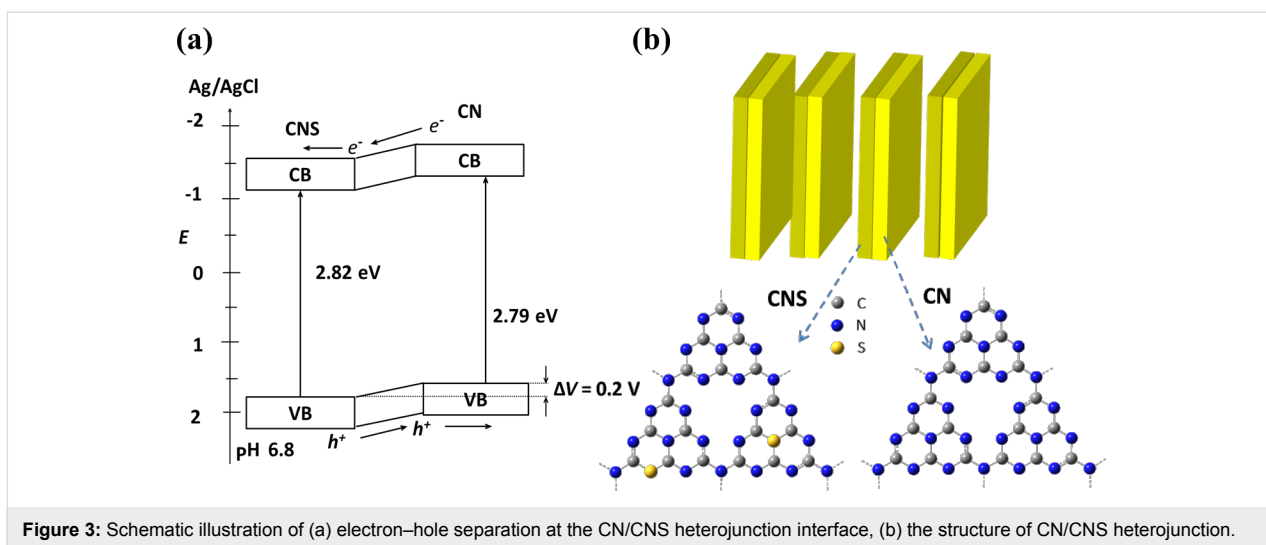 (a)
Ag/AgCl
-2
-1
E
0
1
2
CNS
e-
e-
CN
CB
CB
2.82 eV
2.79 eV
ΔV = 0.2 V
VB
VB
pH 6.8
h+
h+
(b)
CNS
CN
C
N
S
Figure 3: Schematic illustration of (a) electron–hole separation at the CN/CNS heterojunction interface, (b) the structure of CN/CNS heterojunction.